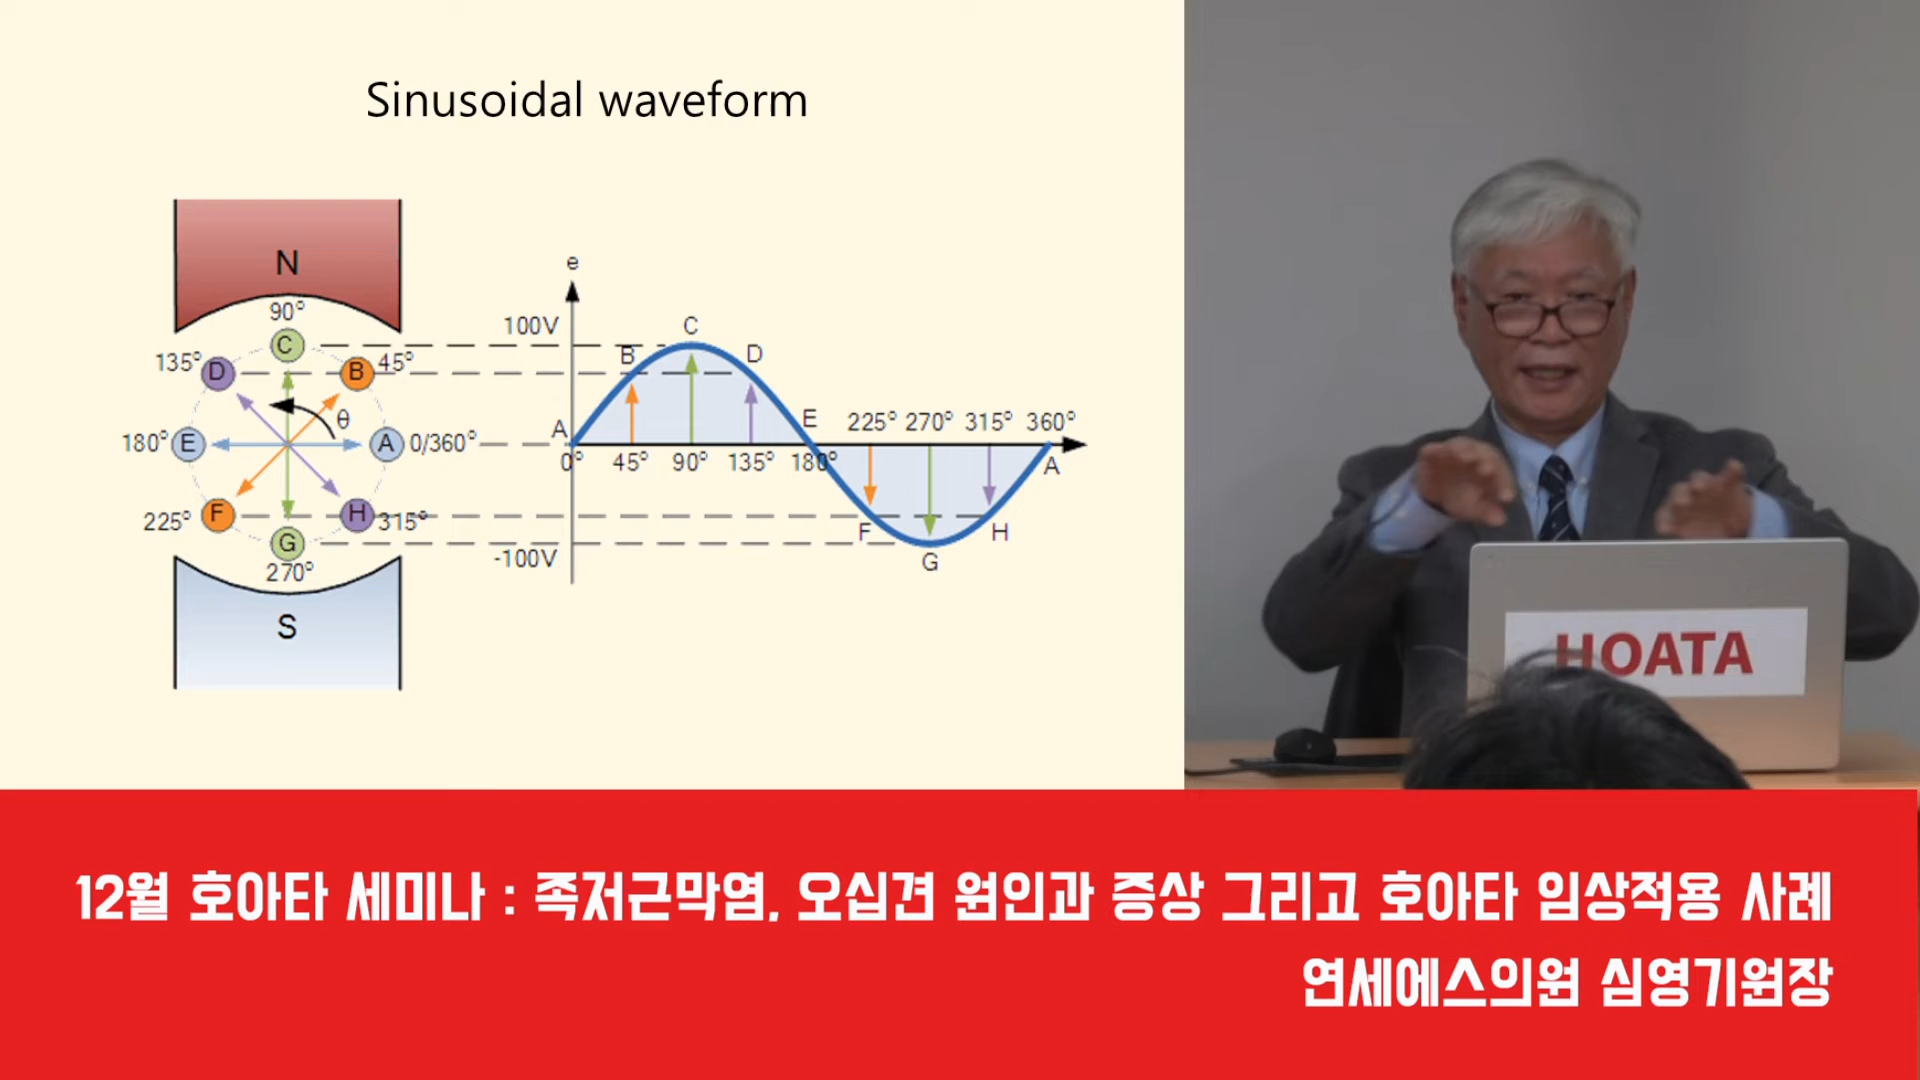 Sinusoidal waveform
N
90°
C
135°
D
B
45°
θ
180°
E
A
0/360°
225°
F
H
315°
G
270°
S
e
100V
C
B
D
A
E
225°
270°
315°
360°
0°
45°
90°
135°
180°
A
F
H
-100V
G
HOATA
12월 호아타 세미나 : 족저근막염, 오십견 원인과 증상 그리고 호아타 임상적용 사례
연세에스의원 심영기원장